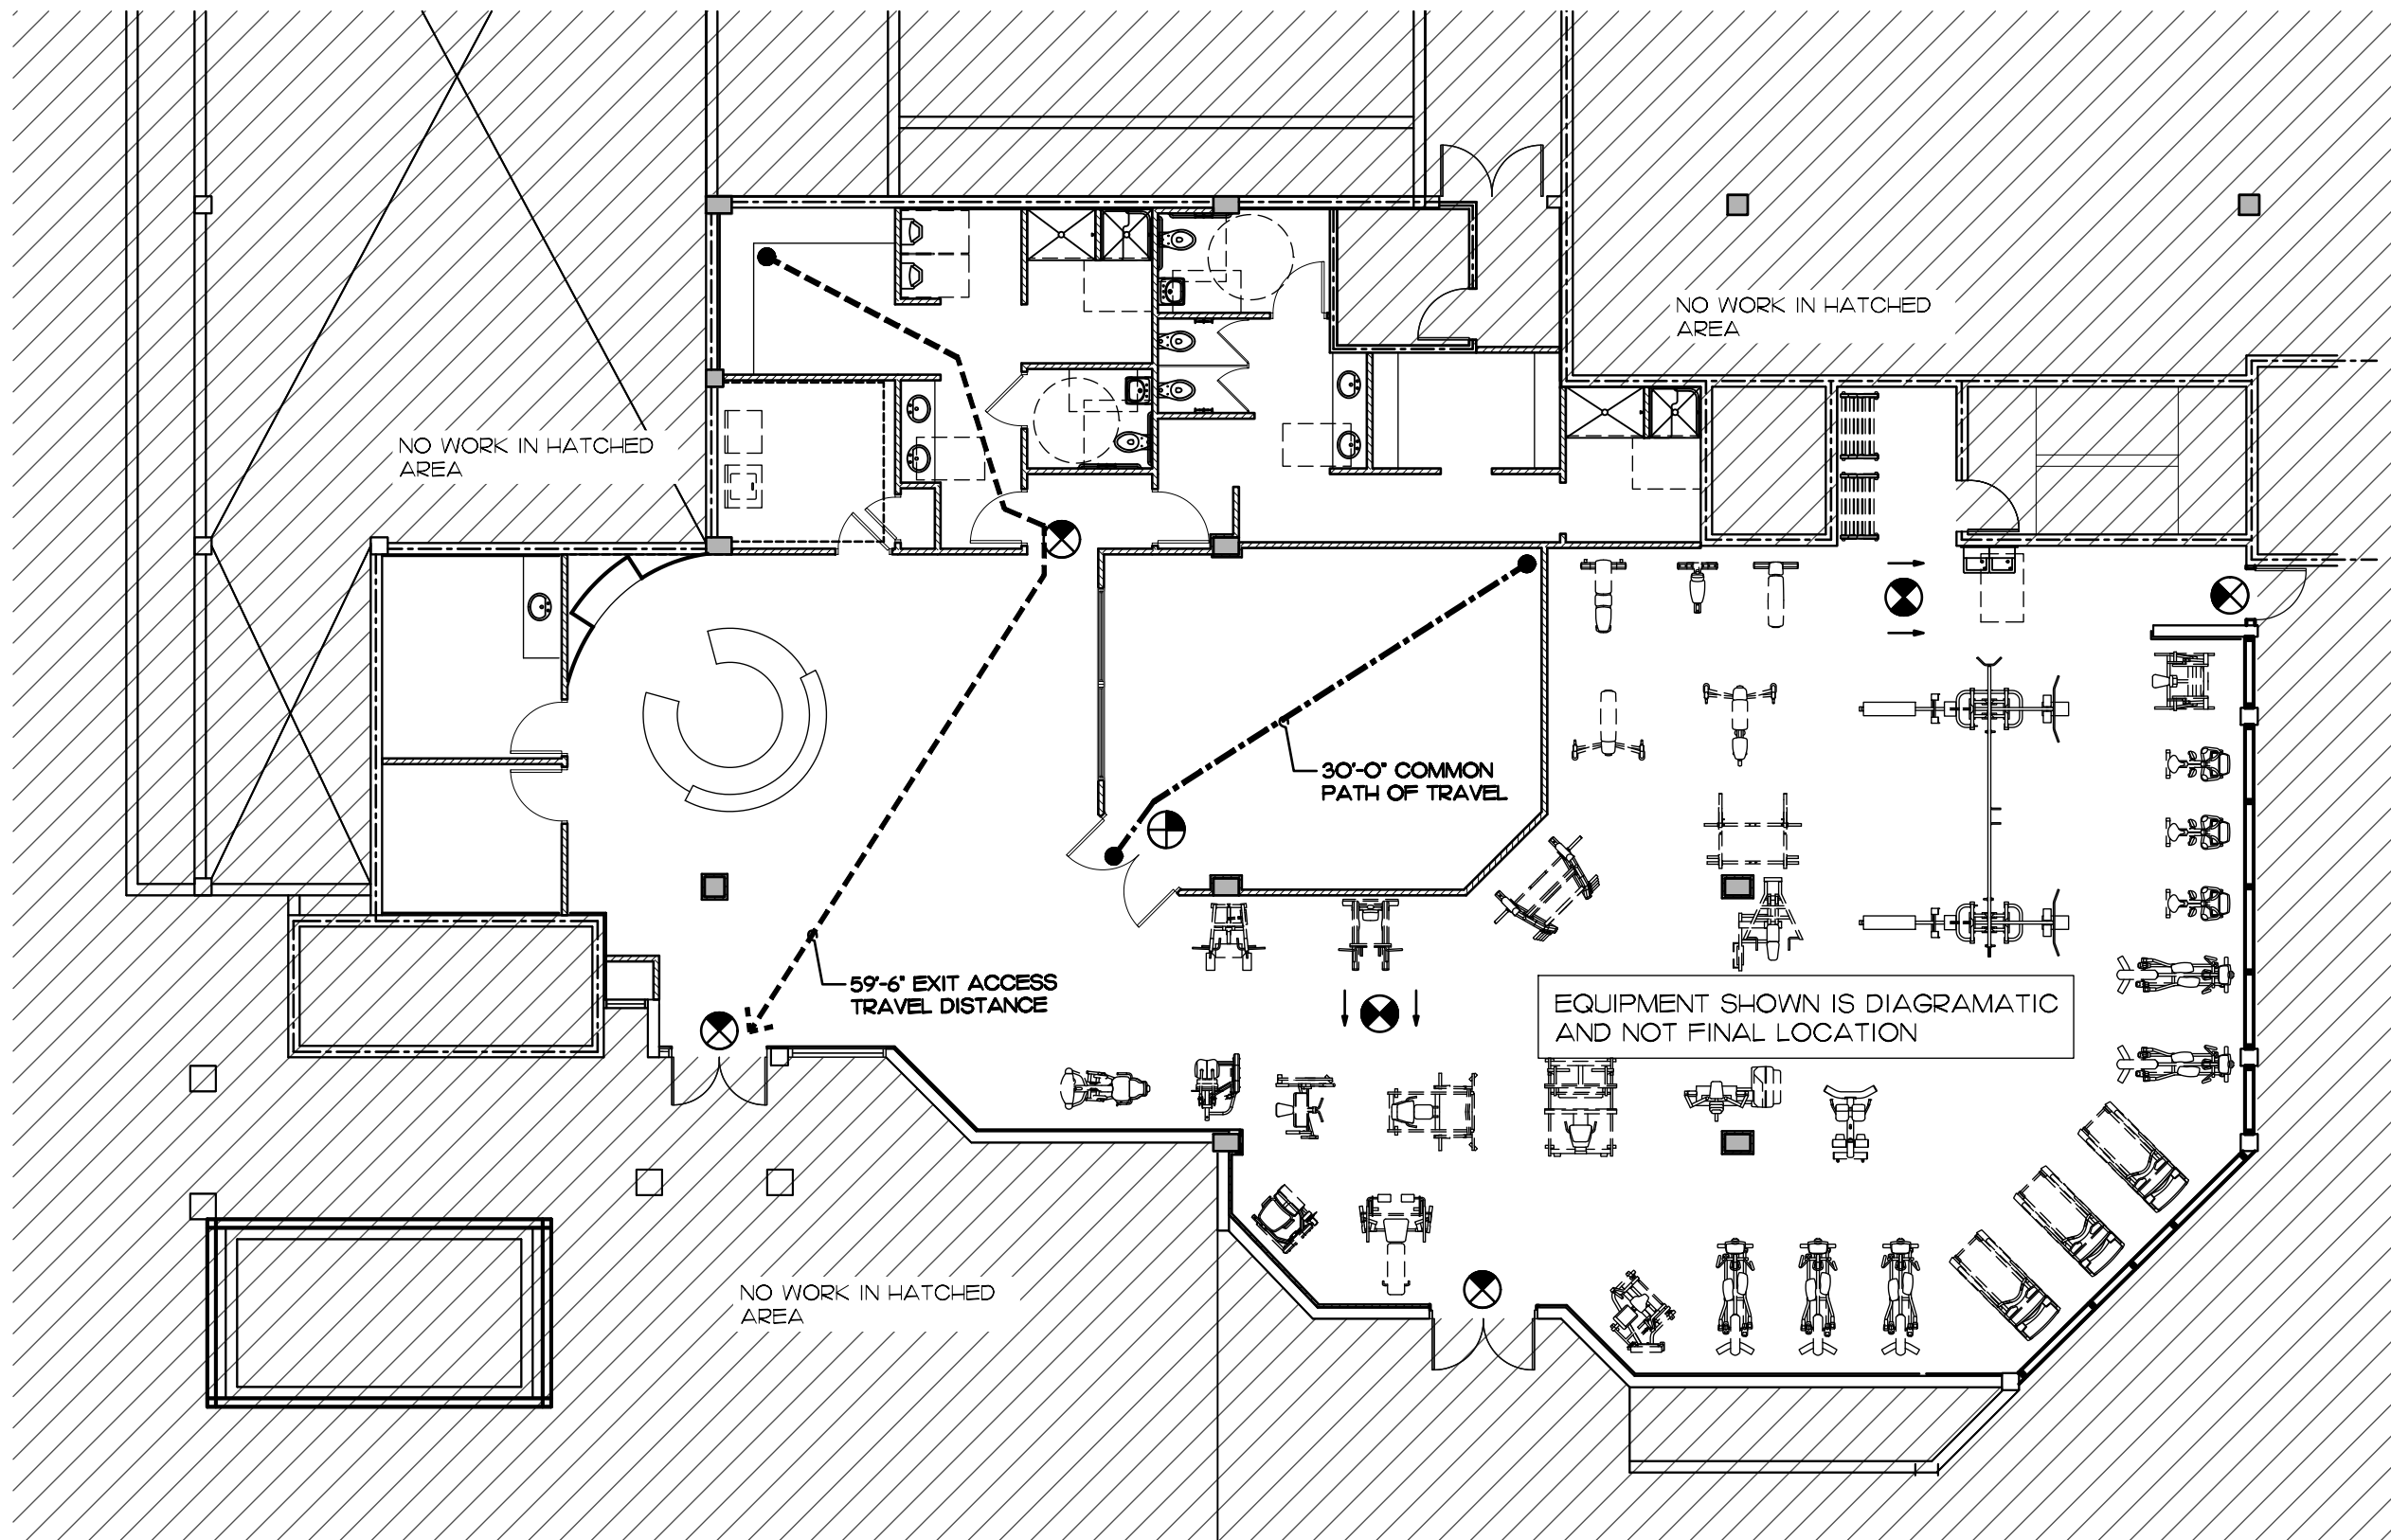 NO WORK IN HATCHED
AREA
NO WORK IN HATCHED
AREA
30'-0" COMMON
PATH OF TRAVEL
59'-6" EXIT ACCESS
TRAVEL DISTANCE
EQUIPMENT SHOWN IS DIAGRAMATIC
AND NOT FINAL LOCATION
NO WORK IN HATCHED
AREA